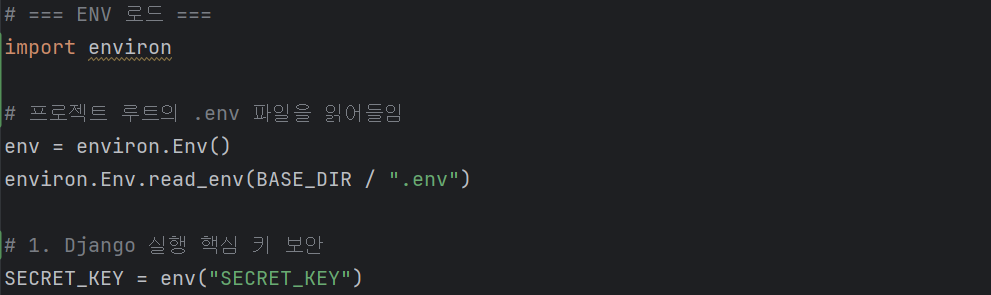 # === ENV 로드 ===
import environ
# 프로젝트 루트의 .env 파일을 읽어들임
env = environ.Env()
environ.Env.read_env(BASE_DIR / ".env")
# 1. Django 실행 핵심 키 보안
SECRET_KEY = env("SECRET_KEY")